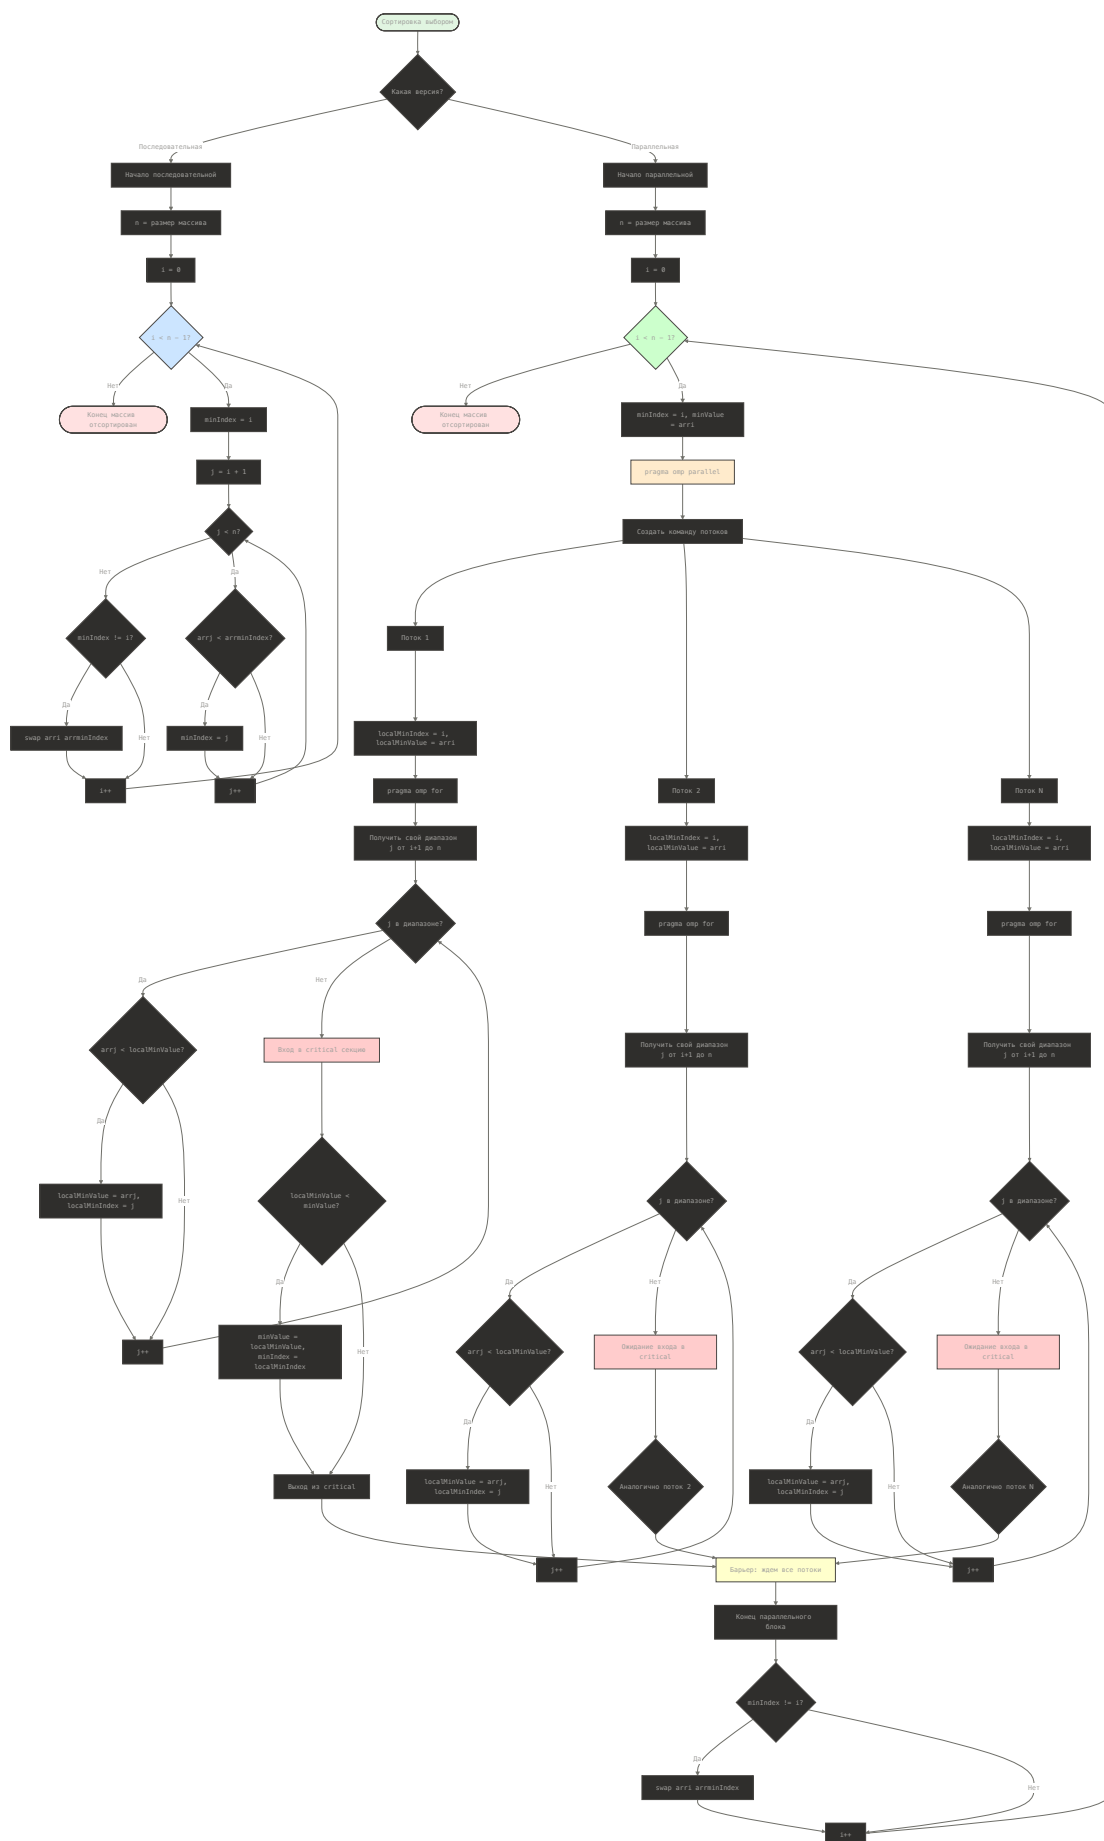 Сортировка выбором
Какая версия?
Последовательная
Параллельная
Начало последовательной
Начало параллельной
n = размер массива
n = размер массива
i = 0
i = 0
i < n - 1?
i < n - 1?
Нет
Да
Нет
Да
Конец массив
отсортирован
minIndex = i
Конец массив
отсортирован
minIndex = i, minValue
= arri
j = i + 1
pragma omp parallel
j < n?
Создать команду потоков
Нет
Да
minIndex != i?
arrj < arrminIndex?
Поток 1
Да
Да
swap arri arrminIndex
Нет
minIndex = j
Нет
localMinIndex = i,
localMinValue = arri
i++
j++
pragma omp for
Поток 2
Поток N
Получить свой диапазон
j от i+1 до n
localMinIndex = i,
localMinValue = arri
localMinIndex = i,
localMinValue = arri
j в диапазоне?
pragma omp for
pragma omp for
Да
Нет
arrj < localMinValue?
Вход в critical секцию
Получить свой диапазон
j от i+1 до n
Получить свой диапазон
j от i+1 до n
Да
localMinValue = arrj,
localMinIndex = j
Нет
localMinValue <
minValue?
j в диапазоне?
j в диапазоне?
Да
Да
Нет
Да
Нет
j++
minValue =
localMinValue,
minIndex =
localMinIndex
Нет
arrj < localMinValue?
Ожидание входа в
critical
arrj < localMinValue?
Ожидание входа в
critical
Да
Да
Выход из critical
localMinValue = arrj,
localMinIndex = j
Нет
Аналогично поток 2
localMinValue = arrj,
localMinIndex = j
Нет
Аналогично поток N
j++
Барьер: ждем все потоки
j++
Конец параллельного
блока
minIndex != i?
Да
swap arri arrminIndex
Нет
i++